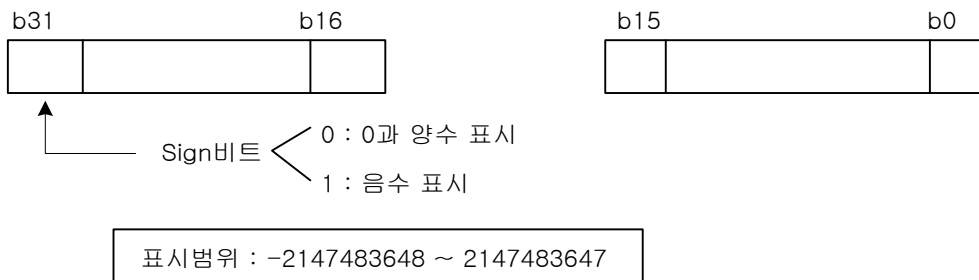 b31 b16 b15 b0
0 : 0과 양수 표시
Sign비트
1 : 음수 표시
표시범위 : -2147483648 ~ 2147483647